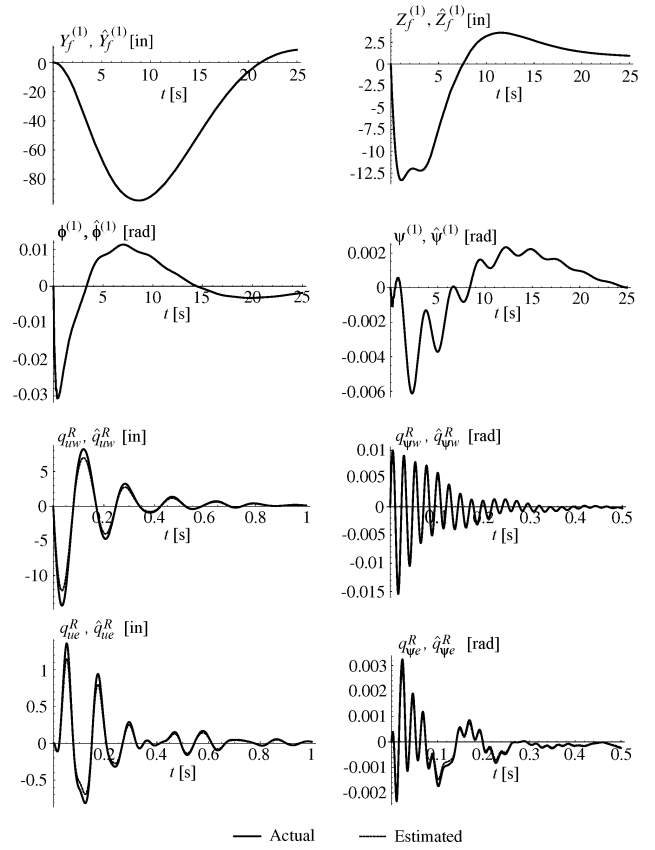 Y_f^(1), Ŷ_f^(1) [in]
0
-20
-40
-60
-80
5 10 15 20 25
t [s]
Z_f^(1), Ẑ_f^(1) [in]
2.5
0
-2.5
-5
-7.5
-10
-12.5
5 10 15 20 25
t [s]
ϕ^(1), ϕ̂^(1) [rad]
0.01
0
-0.01
-0.02
-0.03
5 10 15 20 25
t [s]
ψ^(1), ψ̂^(1) [rad]
0.002
0
-0.002
-0.004
-0.006
5 10 15 20 25
t [s]
q_uw^R, q̂_uw^R [in]
5
0
-5
-10
0.2 0.4 0.6 0.8 1
t [s]
q_ψw^R, q̂_ψw^R [rad]
0.01
0.005
0
-0.005
-0.01
-0.015
0.1 0.2 0.3 0.4 0.5
t [s]
q_ue^R, q̂_ue^R [in]
1
0.5
0
-0.5
0.2 0.4 0.6 0.8 1
t [s]
q_ψe^R, q̂_ψe^R [rad]
0.003
0.002
0.001
0
-0.001
-0.002
0.1 0.2 0.3 0.4 0.5
t [s]
Actual Estimated